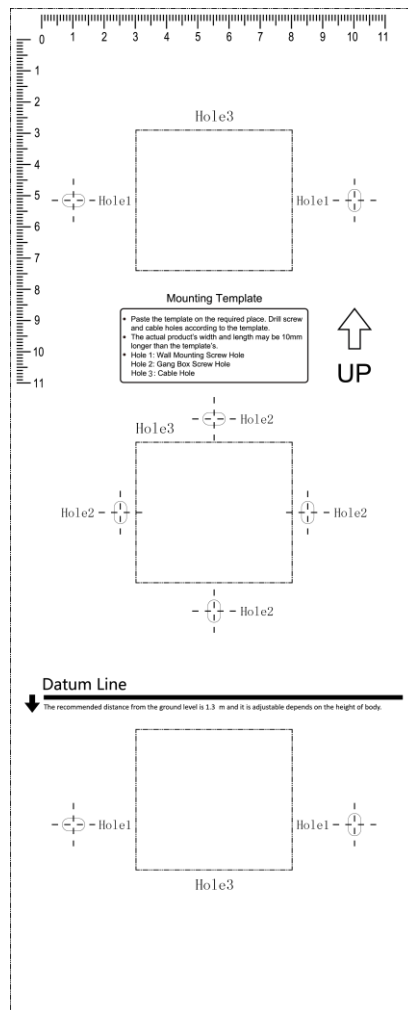 0 1 2 3 4 5 6 7 8 9 10 11
0
1
2
3
4
5
6
7
8
9
10
11
Hole3
Hole1
Hole1
Mounting Template
• Paste the template on the required place. Drill screw
and cable holes according to the template.
• The actual product's width and length may be 10mm
longer than the template's.
• Hole 1: Wall Mounting Screw Hole
Hole 2: Gang Box Screw Hole
Hole 3: Cable Hole
UP
Hole2
Hole3
Hole2
Hole2
Hole2
Datum Line
The recommended distance from the ground level is 1.3 m and it is adjustable depends on the height of body.
Hole1
Hole1
Hole3